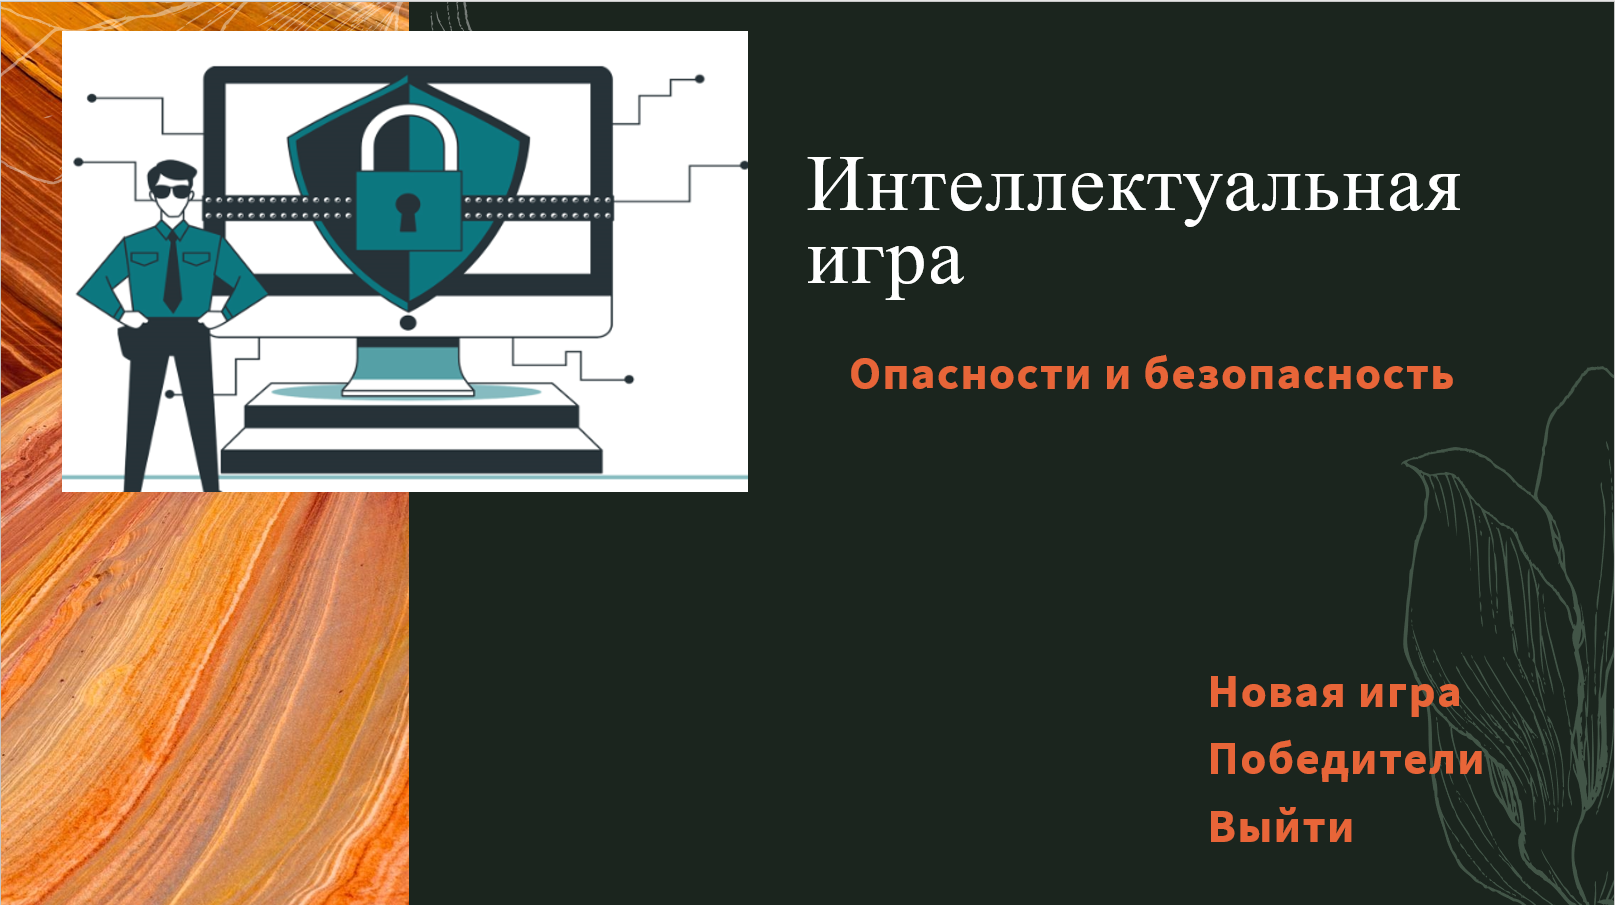 Интеллектуальная
игра
Опасности и безопасность
Новая игра
Победители
Выйти